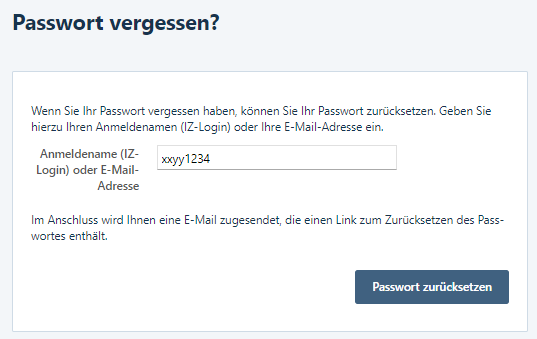 Passwort vergessen?
Wenn Sie Ihr Passwort vergessen haben, können Sie Ihr Passwort zurücksetzen. Geben Sie
hierzu Ihren Anmeldenamen (IZ-Login) oder Ihre E-Mail-Adresse ein.
Anmeldename (IZ-
Login) oder E-Mail-
Adresse
xxyy1234
Im Anschluss wird Ihnen eine E-Mail zugesendet, die einen Link zum Zurücksetzen des Pass-
wortes enthält.
Passwort zurücksetzen